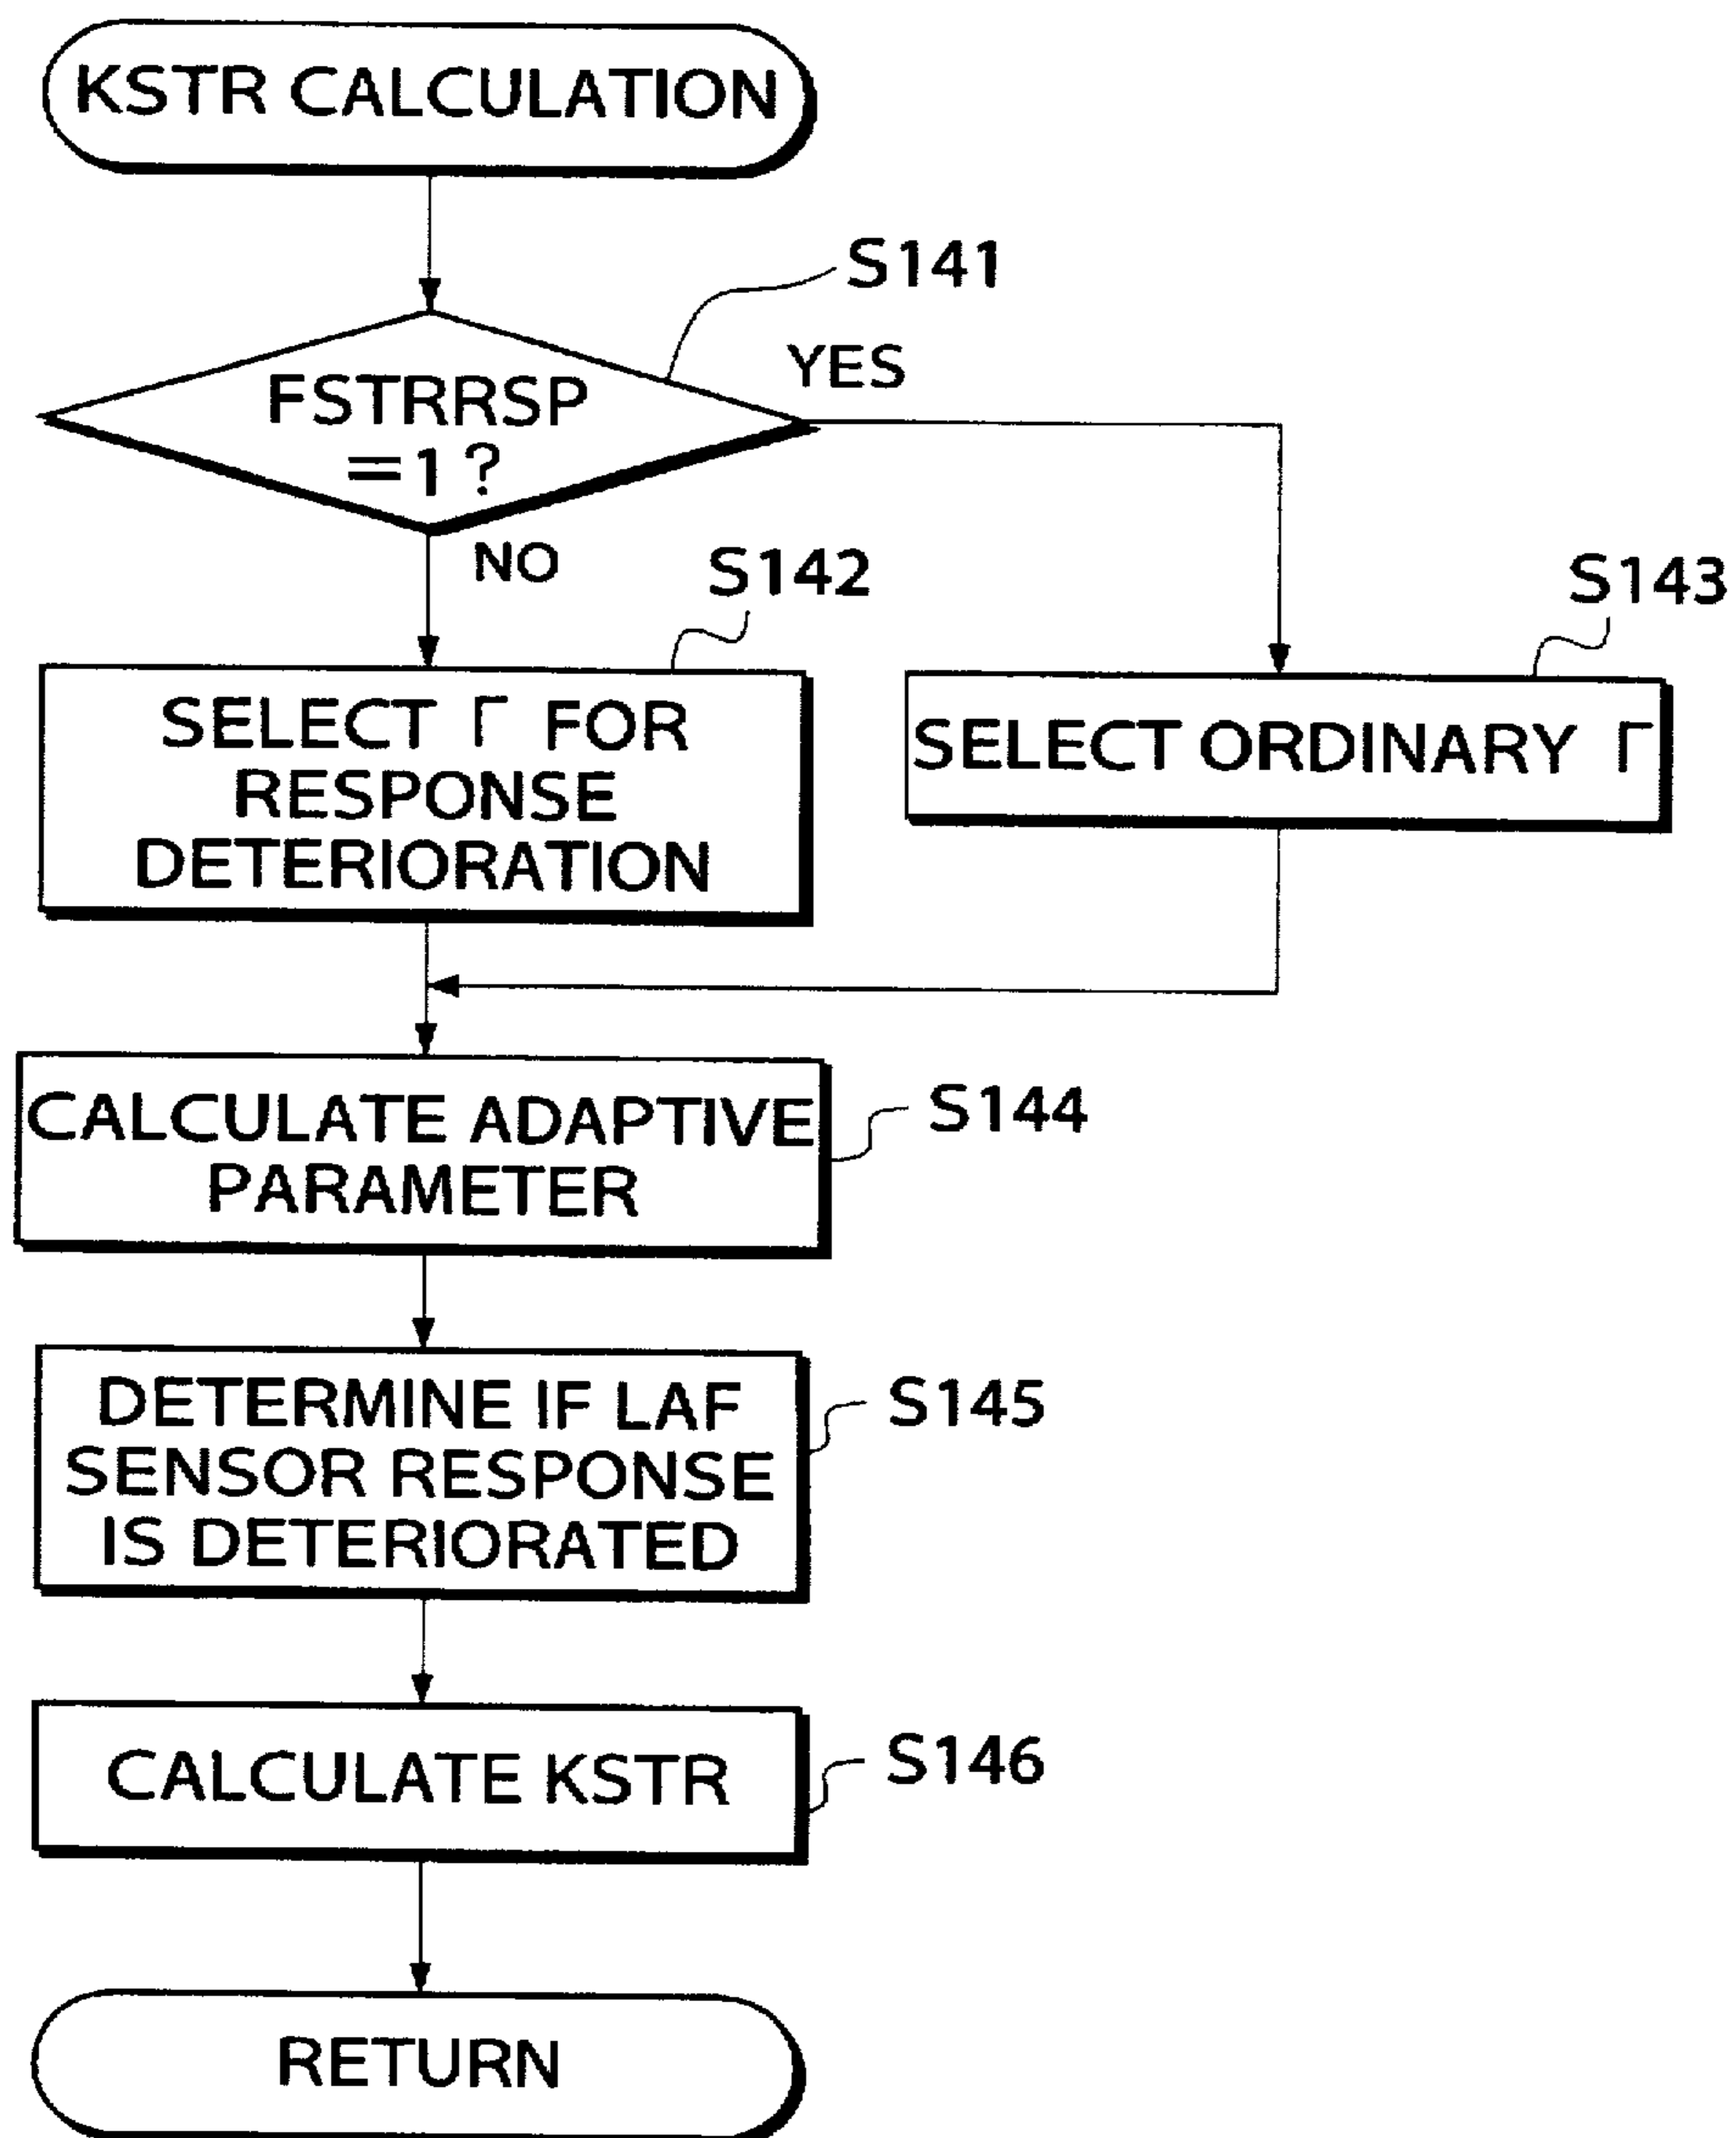 KSTR CALCULATION
S141
FSTRRSP
=1?
YES
NO
S142
S143
SELECT Γ FOR
RESPONSE
DETERIORATION
SELECT ORDINARY Γ
CALCULATE ADAPTIVE
PARAMETER
S144
DETERMINE IF LAF
SENSOR RESPONSE
IS DETERIORATED
S145
CALCULATE KSTR
S146
RETURN